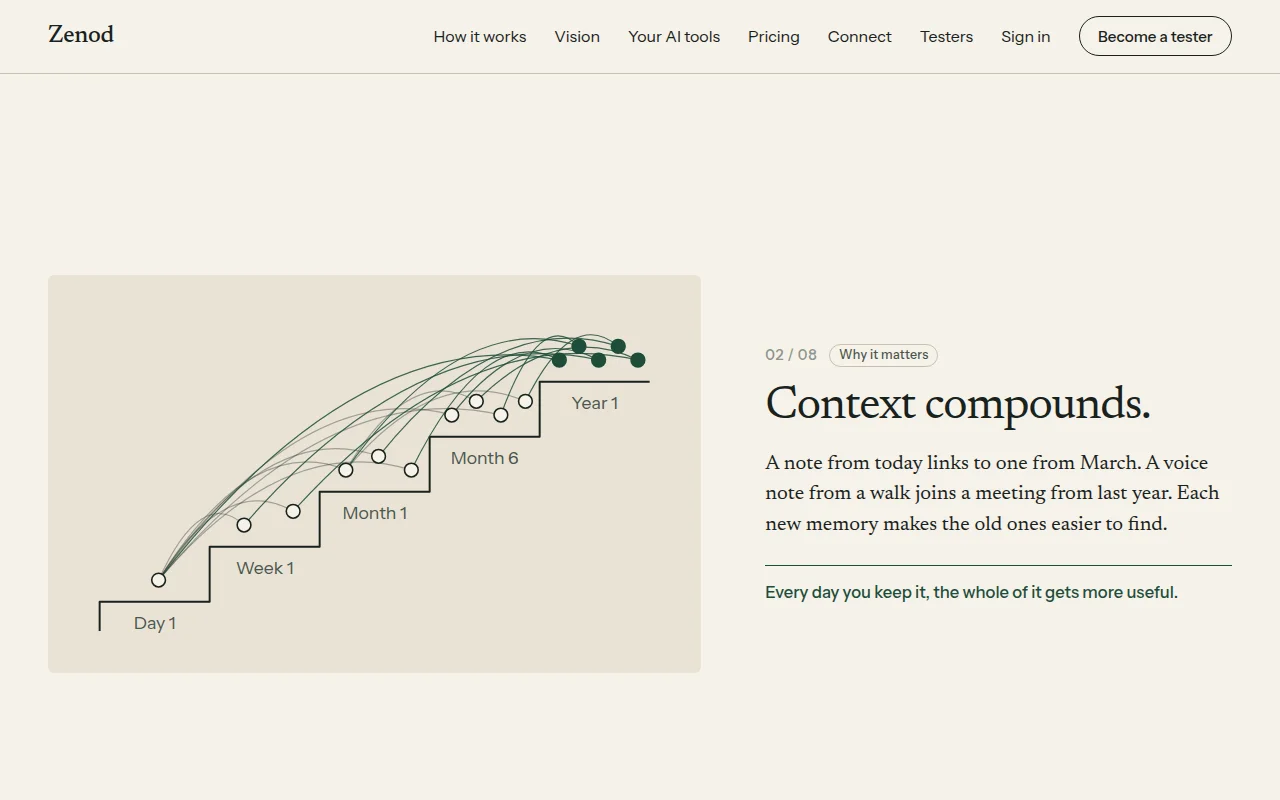 Zenod
How it works
Vision
Your AI tools
Pricing
Connect
Testers
Sign in
Become a tester
02 / 08
Why it matters
Context compounds.
A note from today links to one from March. A voice
note from a walk joins a meeting from last year. Each
new memory makes the old ones easier to find.
Every day you keep it, the whole of it gets more useful.
Year 1
Month 6
Month 1
Week 1
Day 1